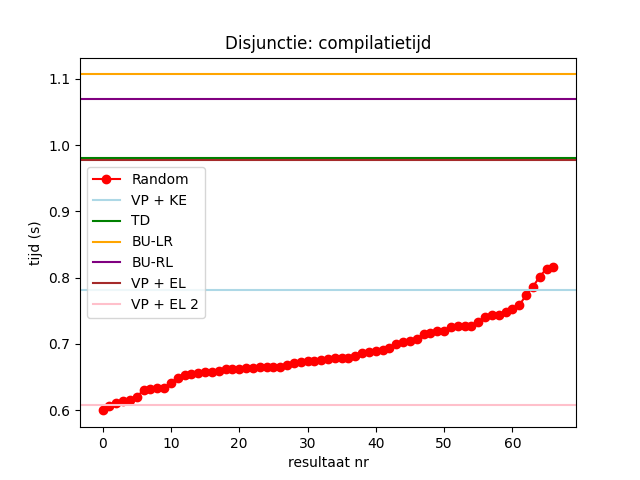 Disjunctie: compilatietijd
tijd (s)
1.1
1.0
0.9
0.8
0.7
0.6
Random
VP + KE
TD
BU-LR
BU-RL
VP + EL
VP + EL 2
0 10 20 30 40 50 60
resultaat nr